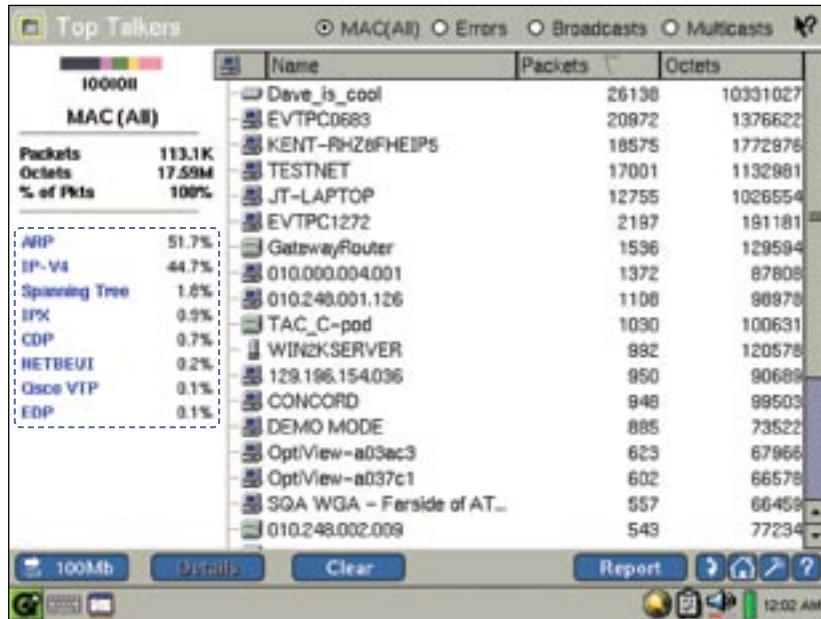 Top Talkers
MAC(All) Errors Broadcasts Multicasts
IOOIOII
MAC (All)
Packets 113.1K
Octets 17.59M
% of Pkts 100%
ARP 51.7%
IP-V4 44.7%
Spanning Tree 1.8%
IPX 0.9%
CDP 0.7%
NETBEUI 0.2%
Cisco VTP 0.1%
EDP 0.1%
Name Packets Octets
Dave_is_cool 26138 10331027
EVTPC0683 20972 1376622
KENT-RHZ8FHEIP5 18575 1772976
TESTNET 17001 1132981
JT-LAPTOP 12755 1026554
EVTPC1272 2197 191181
GatewayRouter 1536 129594
010.000.004.001 1372 87808
010.248.001.126 1108 98978
TAC_C-pod 1030 100631
WIN2KSERVER 992 120578
129.196.154.036 950 90689
CONCORD 948 99503
DEMO MODE 885 73522
OptiView-a03ac3 623 67966
OptiView-a037c1 602 66578
SQA WGA - Farside of AT... 557 66459
010.248.002.009 543 77234
100Mb Details Clear Report ?
12:02 AM